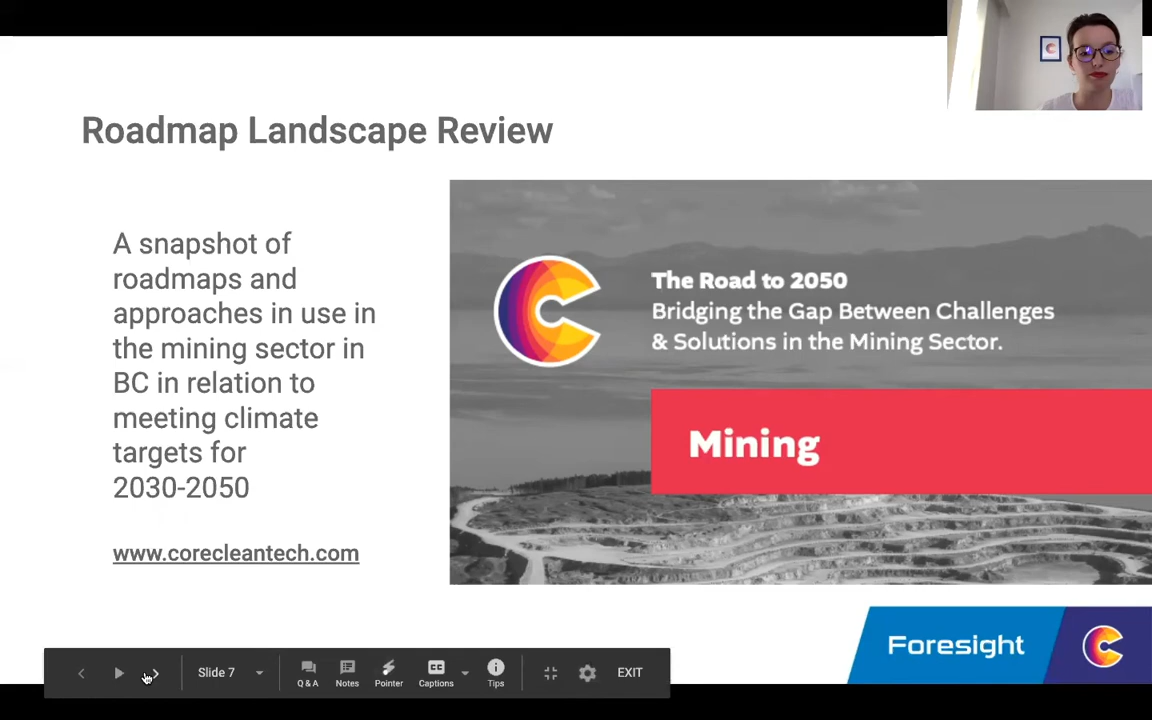 Roadmap Landscape Review
A snapshot of
roadmaps and
approaches in use in
the mining sector in
BC in relation to
meeting climate
targets for
2030-2050
www.corecleantech.com
The Road to 2050
Bridging the Gap Between Challenges
& Solutions in the Mining Sector.
Mining
Foresight
Slide 7
Q & A
Notes
Pointer
CC
Captions
Tips
EXIT